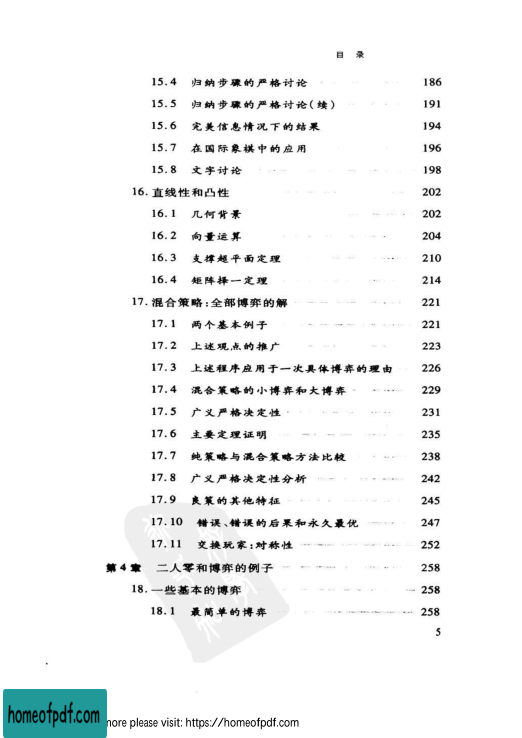 目 录
15.4 归纳步骤的严格讨论 186
15.5 归纳步骤的严格讨论(续) 191
15.6 完美信息情况下的结果 194
15.7 在国际象棋中的应用 196
15.8 文字讨论 198
16. 直线性和凸性 202
16.1 几何背景 202
16.2 向量运算 204
16.3 支撑超平面定理 210
16.4 矩阵择一定理 214
17. 混合策略:全部博弈的解 221
17.1 两个基本例子 221
17.2 上述观点的推广 223
17.3 上述程序应用于一次具体博弈的理由 226
17.4 混合策略的小博弈和大博弈 229
17.5 广义严格决定性 231
17.6 主要定理证明 235
17.7 纯策略与混合策略方法比较 238
17.8 广义严格决定性分析 242
17.9 良策的其他特征 245
17.10 错误、错误的后果和永久最优 247
17.11 交换玩家:对称性 252
第4章 二人零和博弈的例子 258
18. 一些基本的博弈 258
18.1 最简单的博弈 258
5
homeofpdf.com
more please visit: https://homeofpdf.com